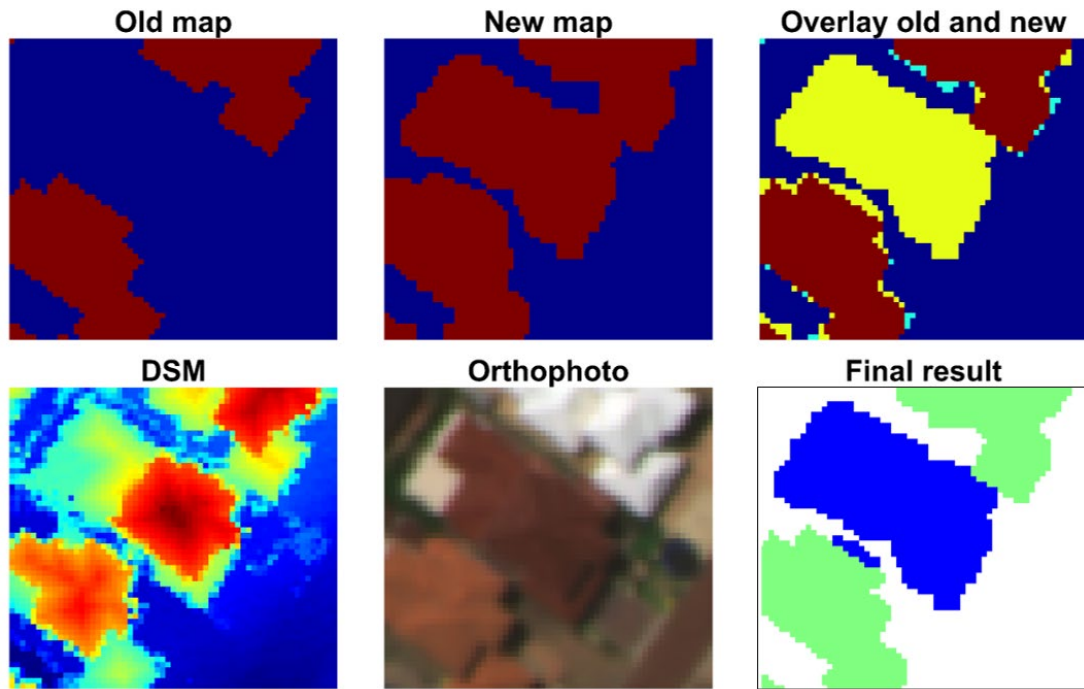 Old map
New map
Overlay old and new
DSM
Orthophoto
Final result